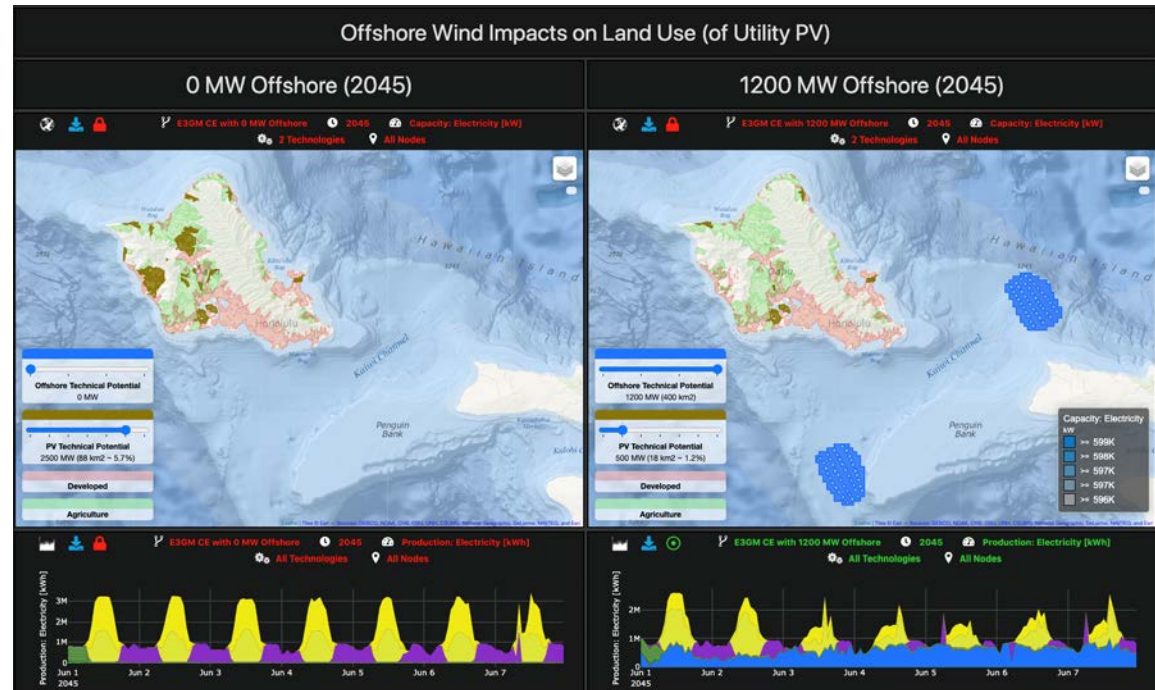 Offshore Wind Impacts on Land Use (of Utility PV)
0 MW Offshore (2045)
E3GM CE with 0 MW Offshore 2045 Capacity: Electricity [kW]
2 Technologies All Nodes
Hawaiian Island
Kaiwi Channel
Honolulu
Penguin
Bank
Offshore Technical Potential
0 MW
PV Technical Potential
2500 MW (88 km2 ~ 5.7%)
Developed
Agriculture
E3GM CE with 0 MW Offshore 2045 Production: Electricity [kWh]
All Technologies All Nodes
Production: Electricity [kWh]
3M
2M
1M
0
Jun 1 Jun 2 Jun 3 Jun 4 Jun 5 Jun 6 Jun 7
2045
1200 MW Offshore (2045)
E3GM CE with 1200 MW Offshore 2045 Capacity: Electricity [kW]
2 Technologies All Nodes
Hawaiian Island
Oahu
Honolulu
Kaiwi Channel
Penguin
Bank
Offshore Technical Potential
1200 MW (400 km2)
PV Technical Potential
500 MW (18 km2 ~ 1.2%)
Developed
Agriculture
Capacity: Electricity
kW
>= 599K
>= 598K
>= 597K
>= 597K
>= 596K
E3GM CE with 1200 MW Offshore 2045 Production: Electricity [kWh]
All Technologies All Nodes
Production: Electricity [kWh]
2M
1M
0
Jun 1 Jun 2 Jun 3 Jun 4 Jun 5 Jun 6 Jun 7
2045